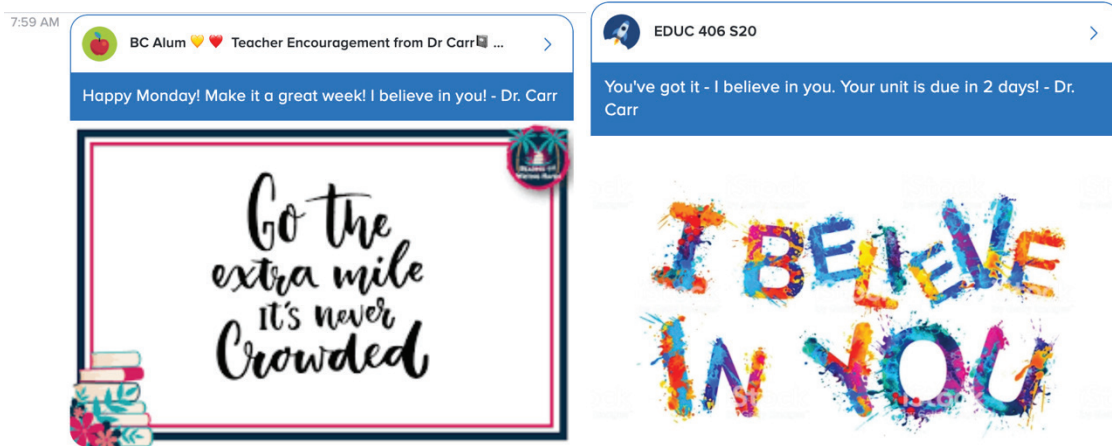 7:59 AM
BC Alum 💛 ❤️ Teacher Encouragement from Dr Carr📓 ...
Happy Monday! Make it a great week! I believe in you! - Dr. Carr
Go the
extra mile
it's never
Crowded
EDUC 406 S20
You've got it - I believe in you. Your unit is due in 2 days! - Dr.
Carr
I BELIEVE
IN YOU